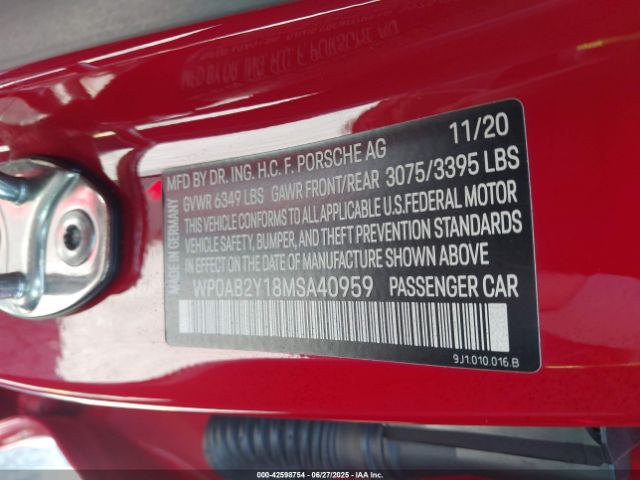 MFD BY DR. ING. H.C. F. PORSCHE AG 11/20
GVWR 6349 LBS GAWR FRONT/REAR 3075/3395 LBS
THIS VEHICLE CONFORMS TO ALL APPLICABLE U.S.FEDERAL MOTOR
VEHICLE SAFETY, BUMPER, AND THEFT PREVENTION STANDARDS
IN EFFECT ON THE DATE OF MANUFACTURE SHOWN ABOVE.
WP0AB2Y18MSA40959 PASSENGER CAR
MADE IN GERMANY
9J1.010.016.B
000-42598754 06/27/2025 IAAI.COM